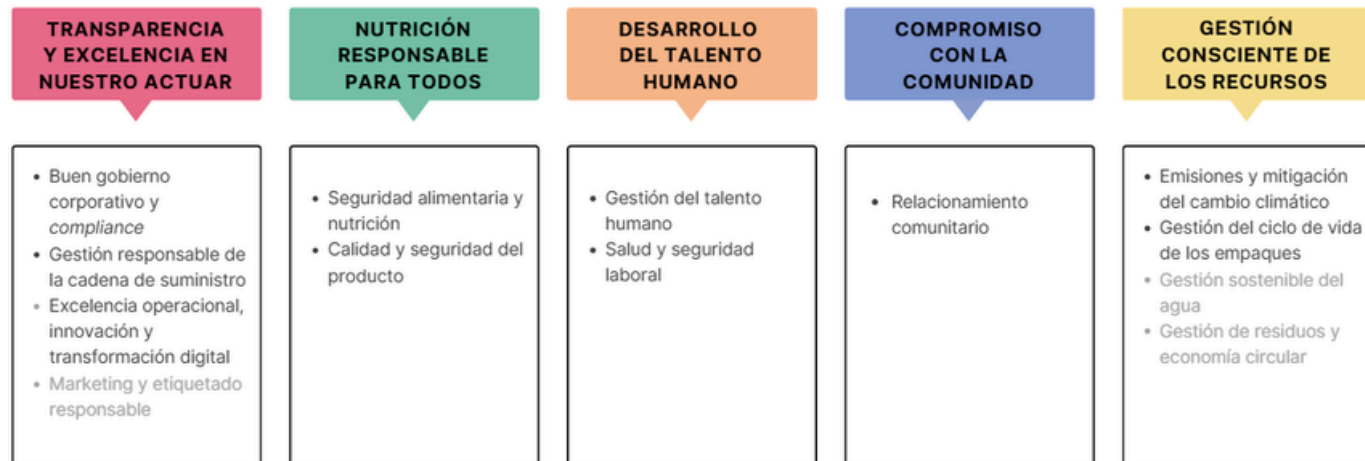 TRANSPARENCIA
Y EXCELENCIA EN
NUESTRO ACTUAR
• Buen gobierno
corporativo y
compliance
• Gestión responsable de
la cadena de suministro
• Excelencia operacional,
innovación y
transformación digital
• Marketing y etiquetado
responsable
NUTRICIÓN
RESPONSABLE
PARA TODOS
• Seguridad alimentaria y
nutrición
• Calidad y seguridad del
producto
DESARROLLO
DEL TALENTO
HUMANO
• Gestión del talento
humano
• Salud y seguridad
laboral
COMPROMISO
CON LA
COMUNIDAD
• Relacionamiento
comunitario
GESTIÓN
CONSCIENTE DE
LOS RECURSOS
• Emisiones y mitigación
del cambio climático
• Gestión del ciclo de vida
de los empaques
• Gestión sostenible del
agua
• Gestión de residuos y
economía circular